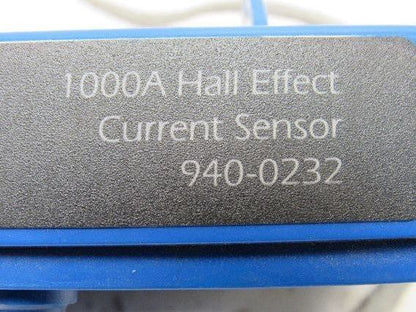 1000A Hall Effect
Current Sensor
940-0232